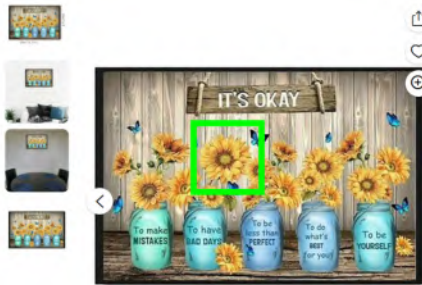 IT'S OKAY
To make
MISTAKES
To have
BAD DAYS
To be
less than
PERFECT
To do
what's
BEST
for you
To be
YOURSELF